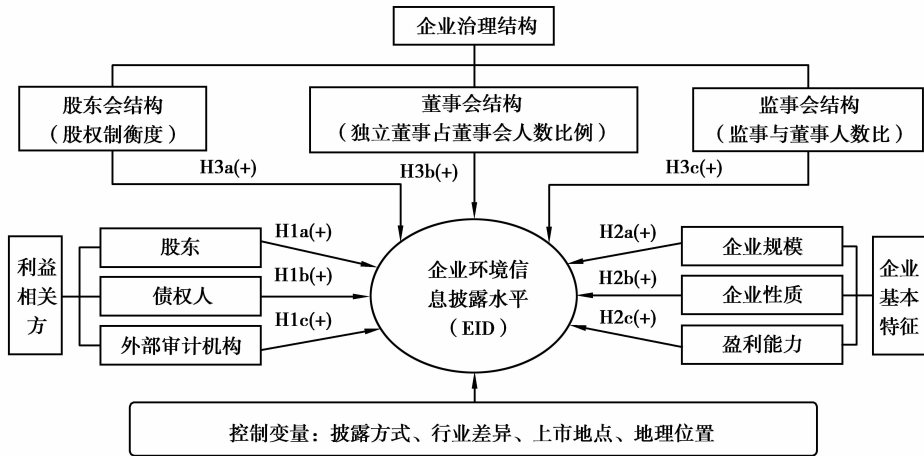 企业治理结构
股东会结构
（股权制衡度）
董事会结构
（独立董事占董事会人数比例）
监事会结构
（监事与董事人数比）
H3a(+)
H3b(+)
H3c(+)
利益
相关
方
股东
债权人
外部审计机构
H1a(+)
H1b(+)
H1c(+)
企业环境信
息披露水平
（EID）
H2a(+)
H2b(+)
H2c(+)
企业规模
企业性质
盈利能力
企业
基本
特征
控制变量：披露方式、行业差异、上市地点、地理位置